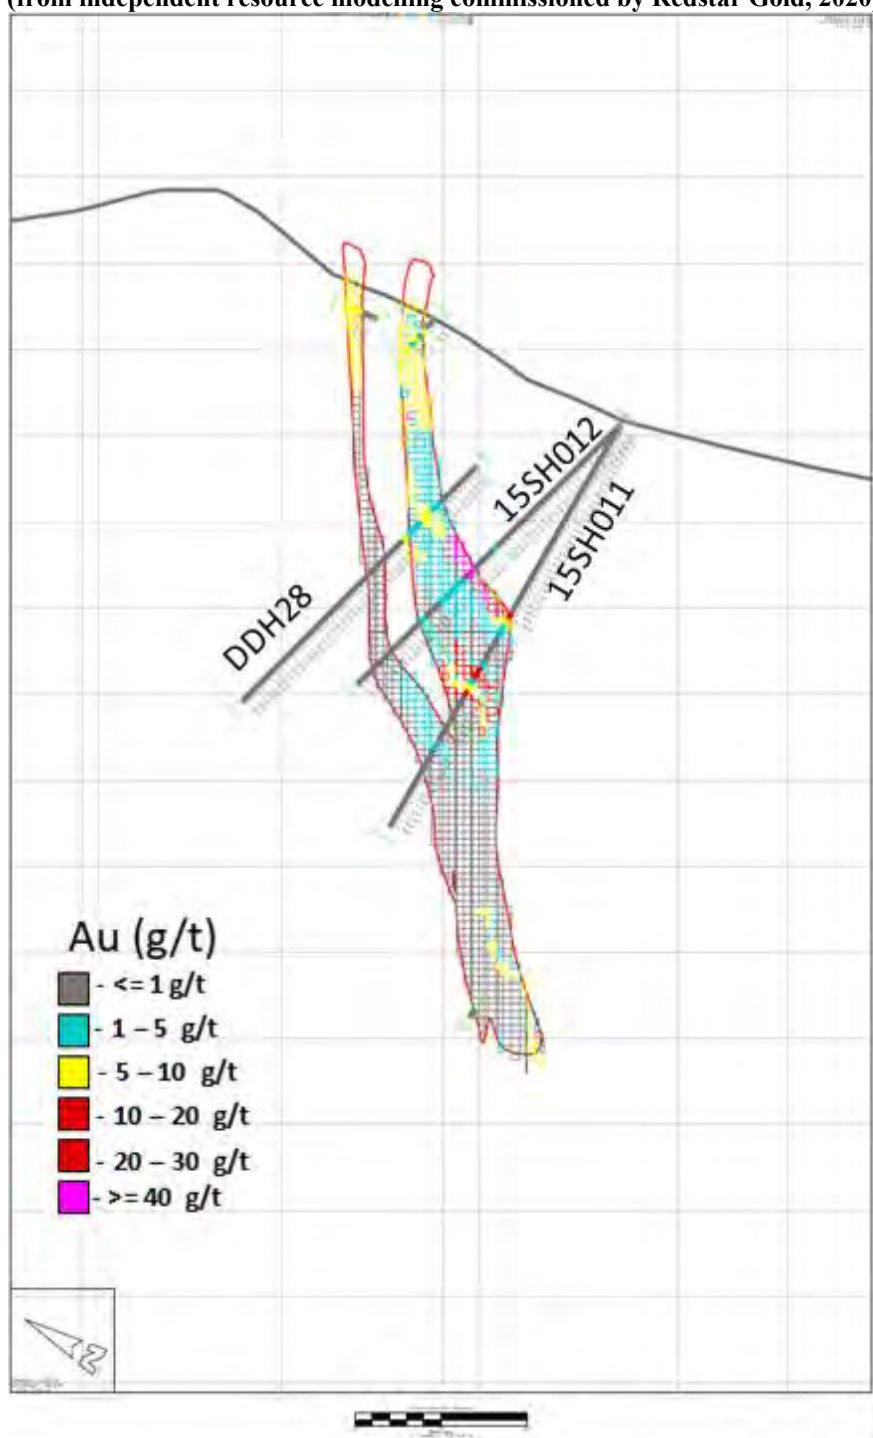 (from independent resource modelling commissioned by Redstar Gold, 2020)
15SH012
15SH011
DDH28
Au (g/t)
- <= 1 g/t
- 1 – 5 g/t
- 5 – 10 g/t
- 10 – 20 g/t
- 20 – 30 g/t
- >= 40 g/t
N